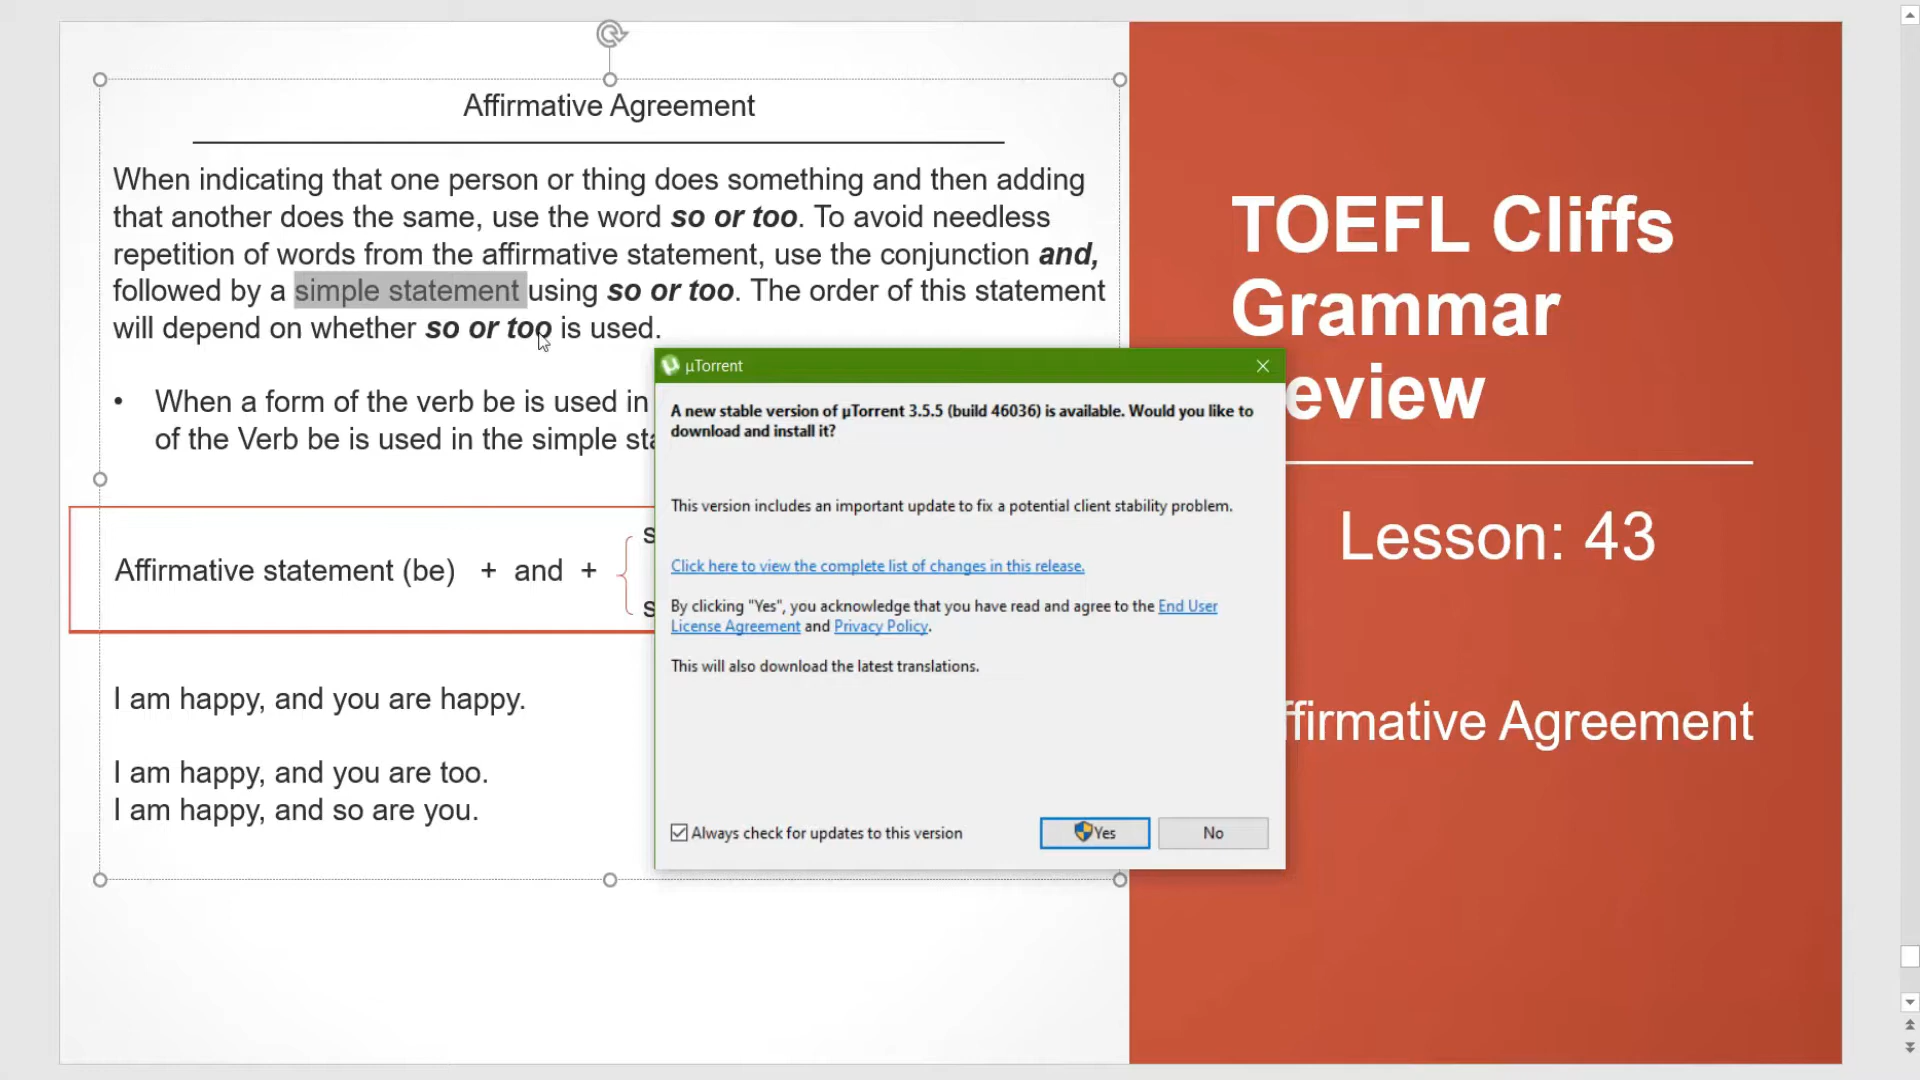 Affirmative Agreement
When indicating that one person or thing does something and then adding
that another does the same, use the word so or too. To avoid needless
repetition of words from the affirmative statement, use the conjunction and,
followed by a simple statement using so or too. The order of this statement
will depend on whether so or too is used.
• When a form of the verb be is used in
of the Verb be is used in the simple sta
Affirmative statement (be) + and +
s
s
I am happy, and you are happy.
I am happy, and you are too.
I am happy, and so are you.
µTorrent
A new stable version of µTorrent 3.5.5 (build 46036) is available. Would you like to
download and install it?
This version includes an important update to fix a potential client stability problem.
Click here to view the complete list of changes in this release.
By clicking "Yes", you acknowledge that you have read and agree to the End User
License Agreement and Privacy Policy.
This will also download the latest translations.
Always check for updates to this version
Yes
No
TOEFL Cliffs
Grammar
eview
Lesson: 43
ffirmative Agreement